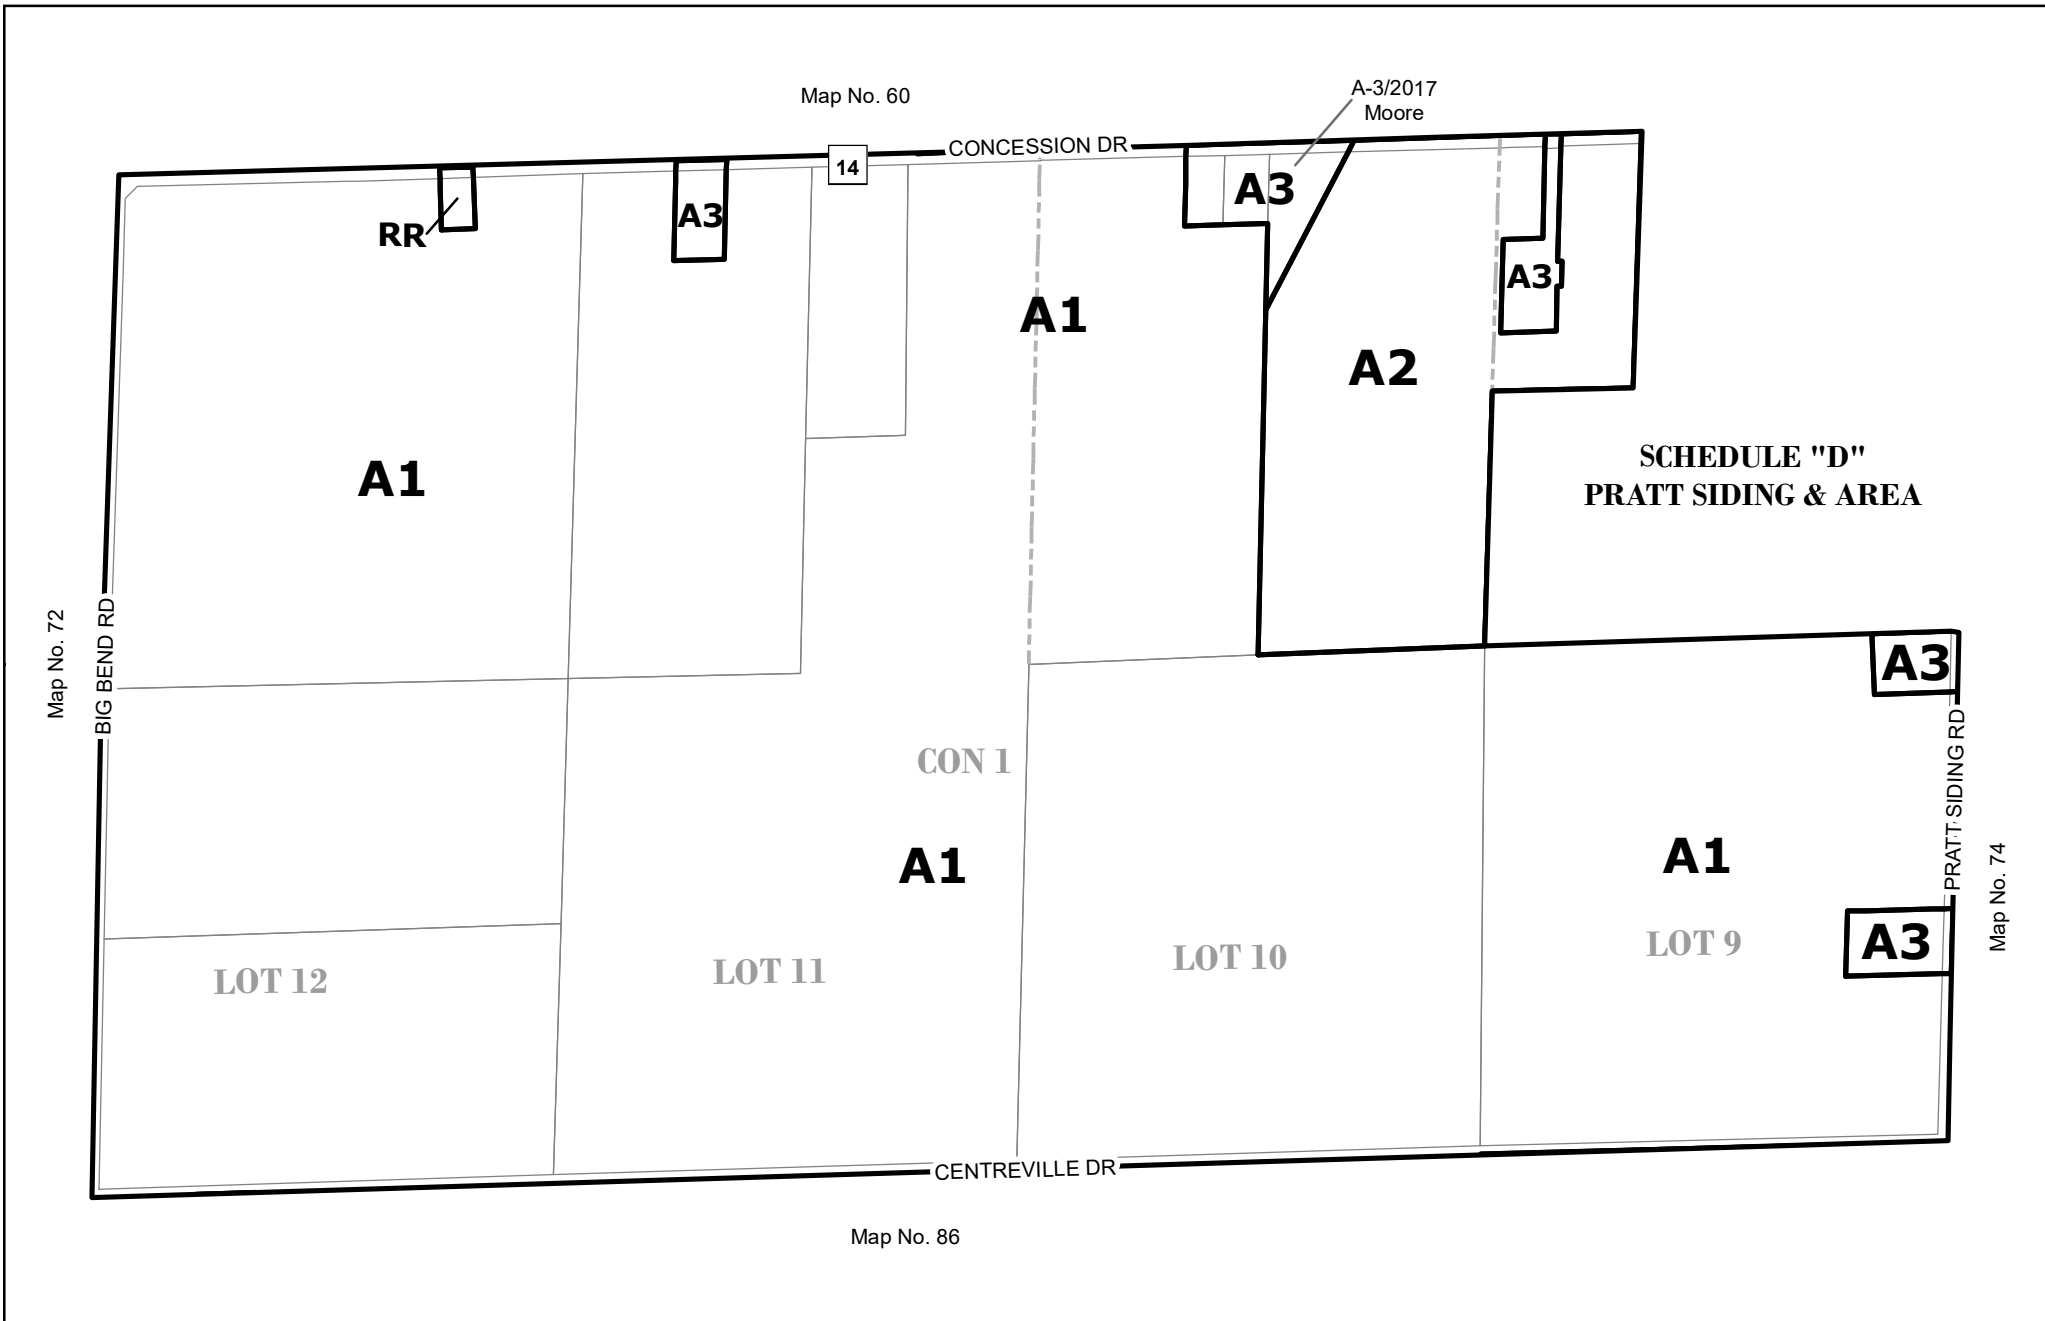 Map No. 60
A-3/2017
Moore
CONCESSION DR
14
RR
A3
A3
A3
A1
A2
A1
SCHEDULE "D"
PRATT SIDING & AREA
Map No. 72
BIG BEND RD
A3
CON 1
PRATT SIDING RD
A1
A1
Map No. 74
LOT 12
LOT 11
LOT 10
LOT 9
A3
CENTREVILLE DR
Map No. 86